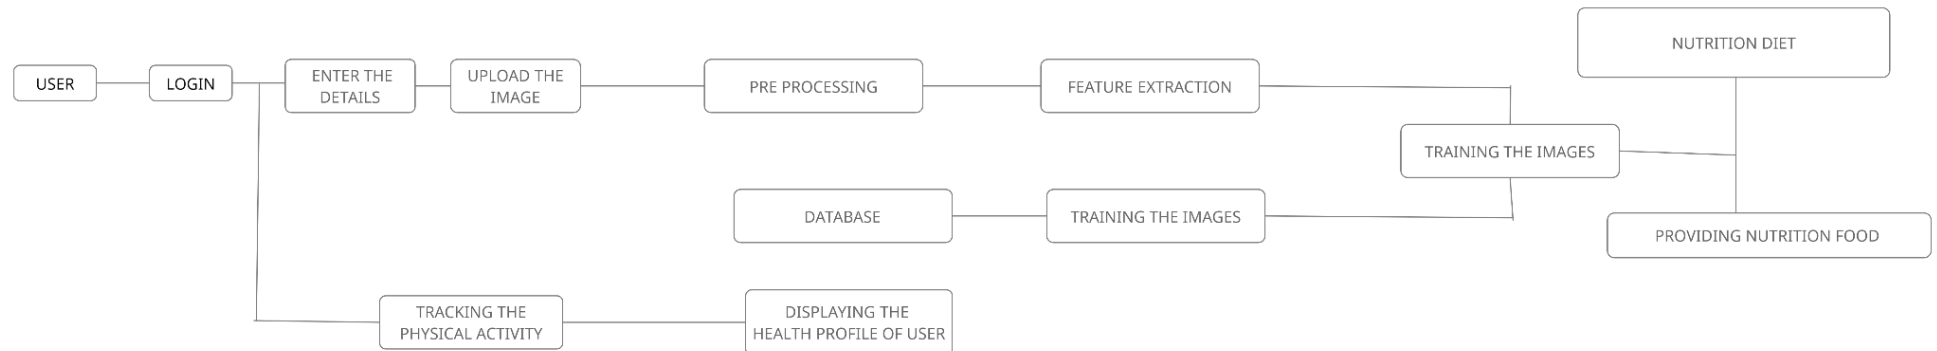 USER
LOGIN
ENTER THE
DETAILS
UPLOAD THE
IMAGE
PRE PROCESSING
FEATURE EXTRACTION
NUTRITION DIET
TRAINING THE IMAGES
DATABASE
TRAINING THE IMAGES
PROVIDING NUTRITION FOOD
TRACKING THE
PHYSICAL ACTIVITY
DISPLAYING THE
HEALTH PROFILE OF USER